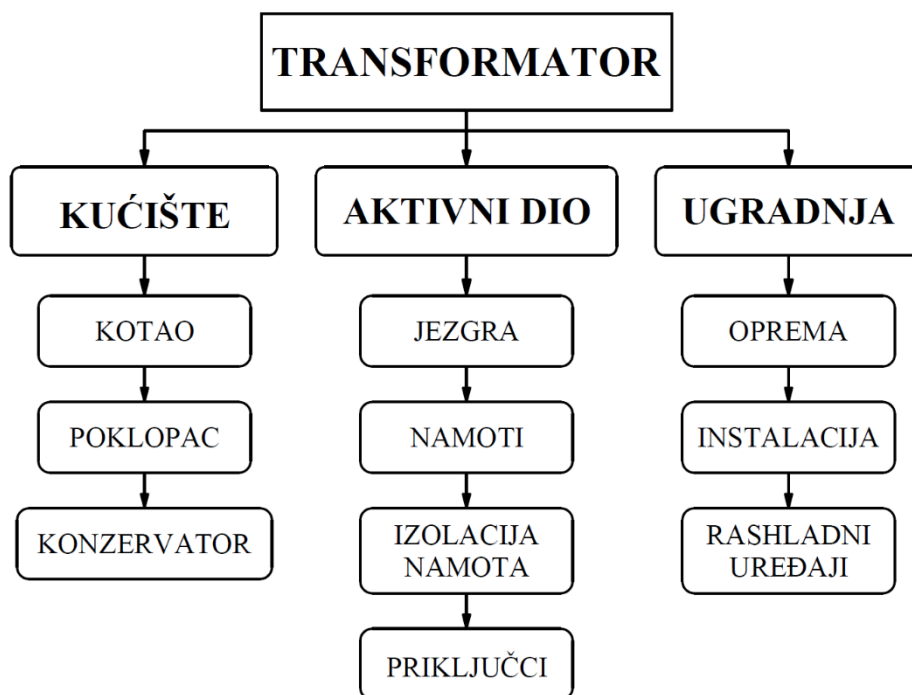 TRANSFORMATOR
KUĆIŠTE
KOTAO
POKLOPAC
KONZERVATOR
AKTIVNI DIO
JEZGRA
NAMOTI
IZOLACIJA
NAMOTA
PRIKLJUČCI
UGRADNJA
OPREMA
INSTALACIJA
RASHLADNI
UREĐAJI